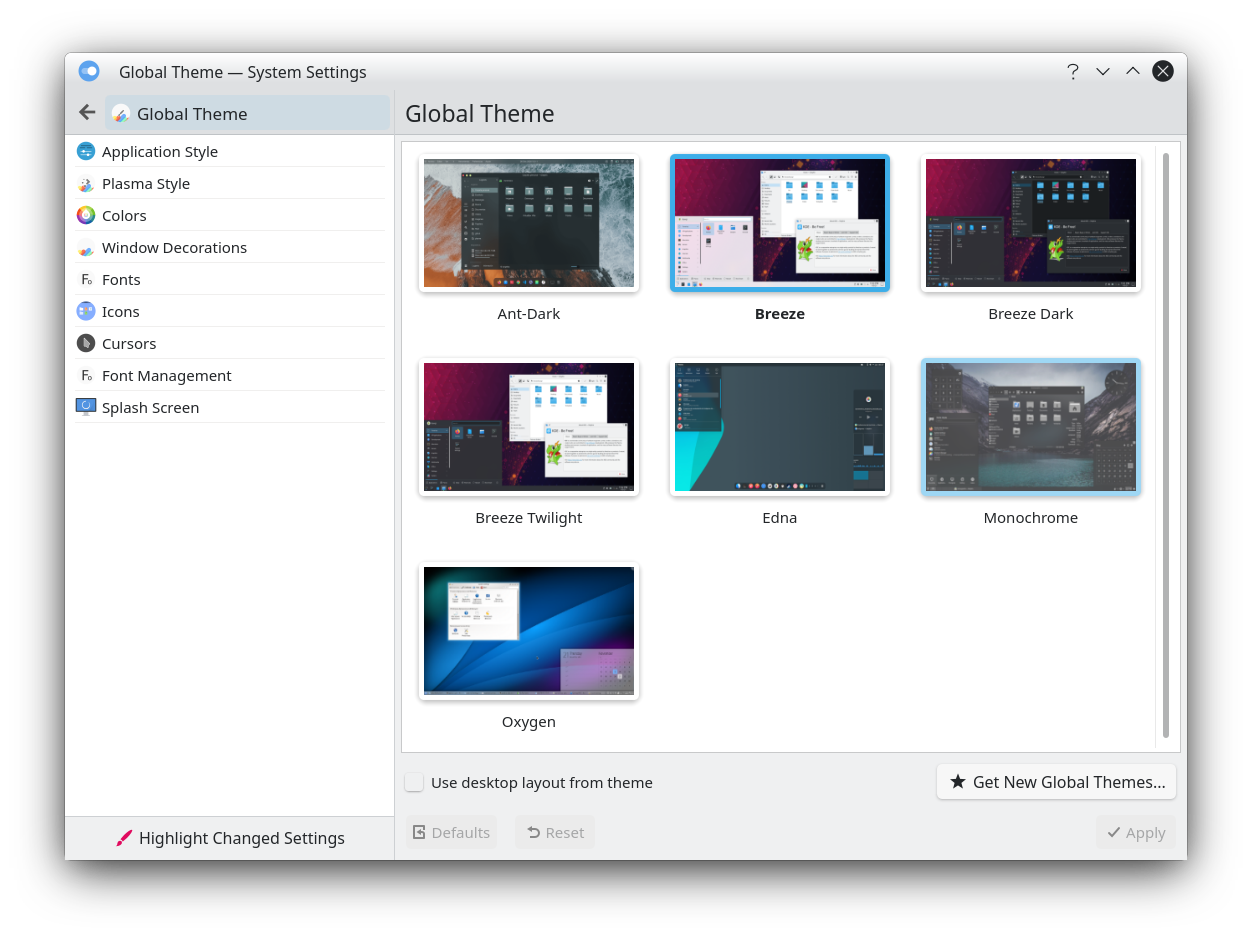 Global Theme — System Settings
Global Theme
Application Style
Plasma Style
Colors
Window Decorations
Fonts
Icons
Cursors
Font Management
Splash Screen
Highlight Changed Settings
Global Theme
Ant-Dark
Breeze
Breeze Dark
Breeze Twilight
Edna
Monochrome
Oxygen
Use desktop layout from theme
Get New Global Themes...
Defaults
Reset
Apply